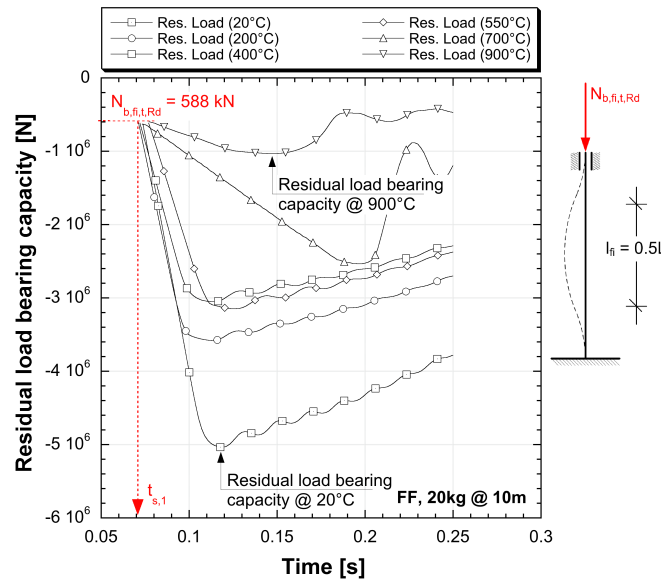 Res. Load (20°C)
Res. Load (200°C)
Res. Load (400°C)
Res. Load (550°C)
Res. Load (700°C)
Res. Load (900°C)
N_b,fi,t,Rd = 588 kN
Residual load bearing
capacity @ 900°C
Residual load bearing
capacity @ 20°C
t_s,1
FF, 20kg @ 10m
0
-1 10^6
-2 10^6
-3 10^6
-4 10^6
-5 10^6
-6 10^6
0.05
0.1
0.15
0.2
0.25
0.3
Residual load bearing capacity [N]
Time [s]
N_b,fi,t,Rd
l_fi = 0.5L